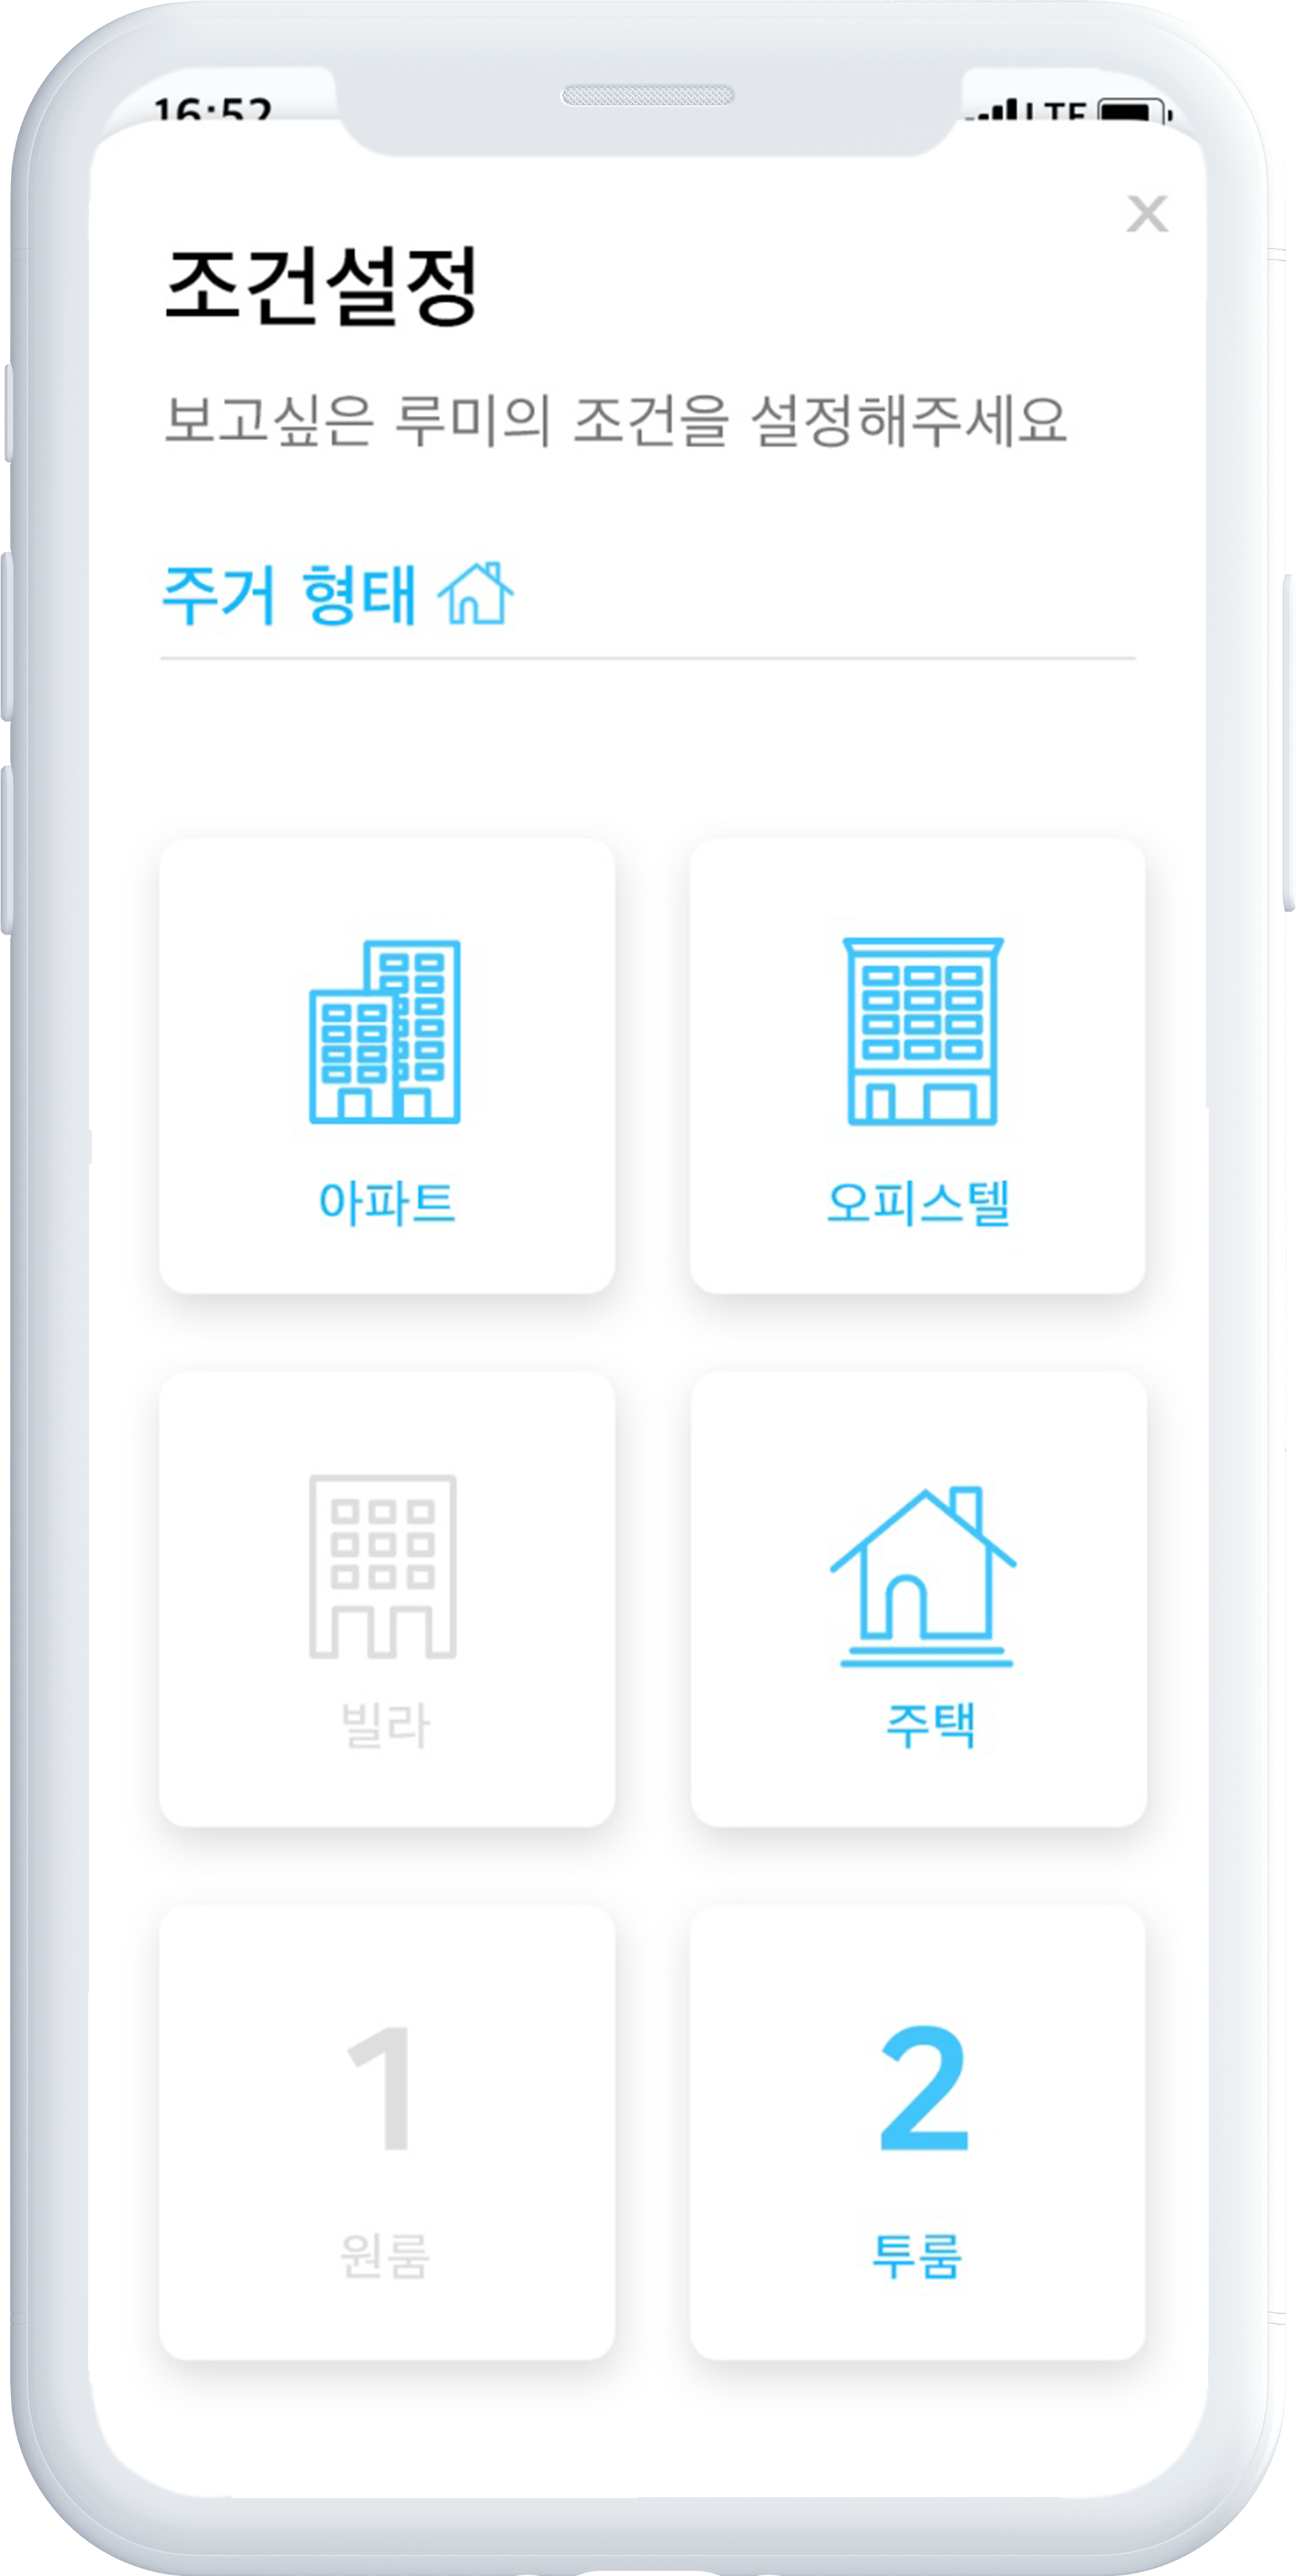 16:52
LTE
X
조건설정
보고싶은 루미의 조건을 설정해주세요
주거 형태
아파트
오피스텔
빌라
주택
1
원룸
2
투룸